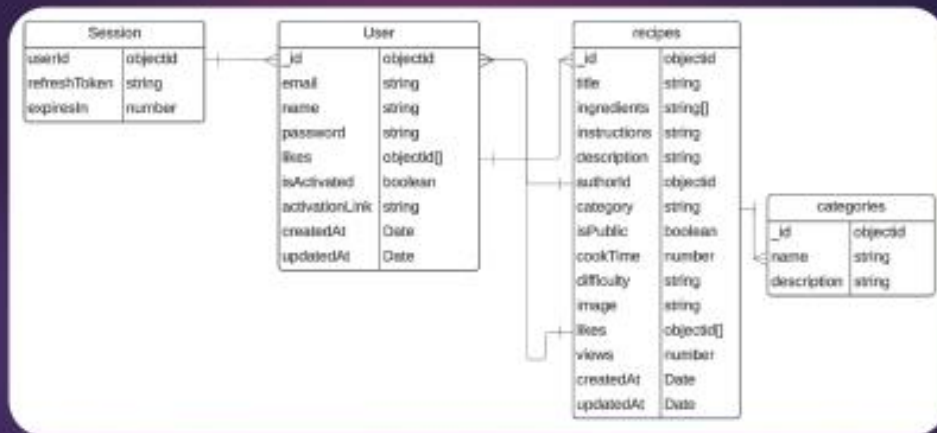 Session
userId objectid
refreshToken string
expiresIn number
User
_id objectid
email string
name string
password string
likes objectid[]
isActivated boolean
activationLink string
createdAt Date
updatedAt Date
recipes
_id objectid
title string
ingredients string[]
instructions string
description string
authorId objectid
category string
isPublic boolean
cookTime number
difficulty string
image string
likes objectid[]
views number
createdAt Date
updatedAt Date
categories
_id objectid
name string
description string